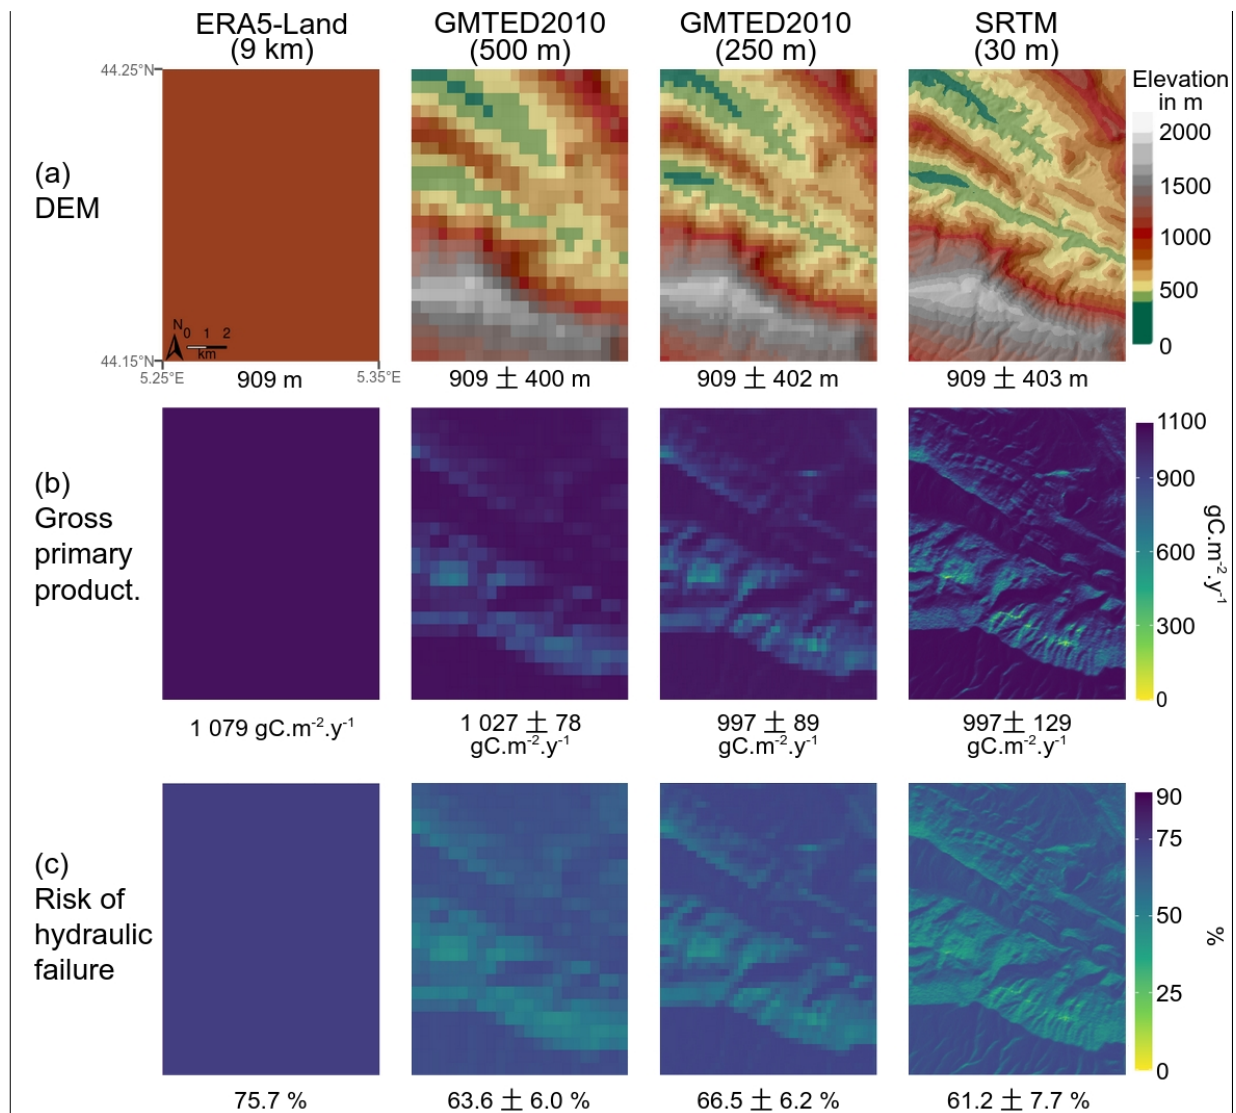 ERA5-Land
(9 km)
GMTED2010
(500 m)
GMTED2010
(250 m)
SRTM
(30 m)
44.25°N
(a)
DEM
N
0 1 2
km
44.15°N
5.25°E
5.35°E
909 m
909 ± 400 m
909 ± 402 m
909 ± 403 m
Elevation
in m
2000
1500
1000
500
0
(b)
Gross
primary
product.
1 079 gC.m⁻².y⁻¹
1 027 ± 78
gC.m⁻².y⁻¹
997 ± 89
gC.m⁻².y⁻¹
997± 129
gC.m⁻².y⁻¹
1100
900
600
300
0
gC.m⁻².y⁻¹
(c)
Risk of
hydraulic
failure
75.7 %
63.6 ± 6.0 %
66.5 ± 6.2 %
61.2 ± 7.7 %
90
75
50
25
0
%